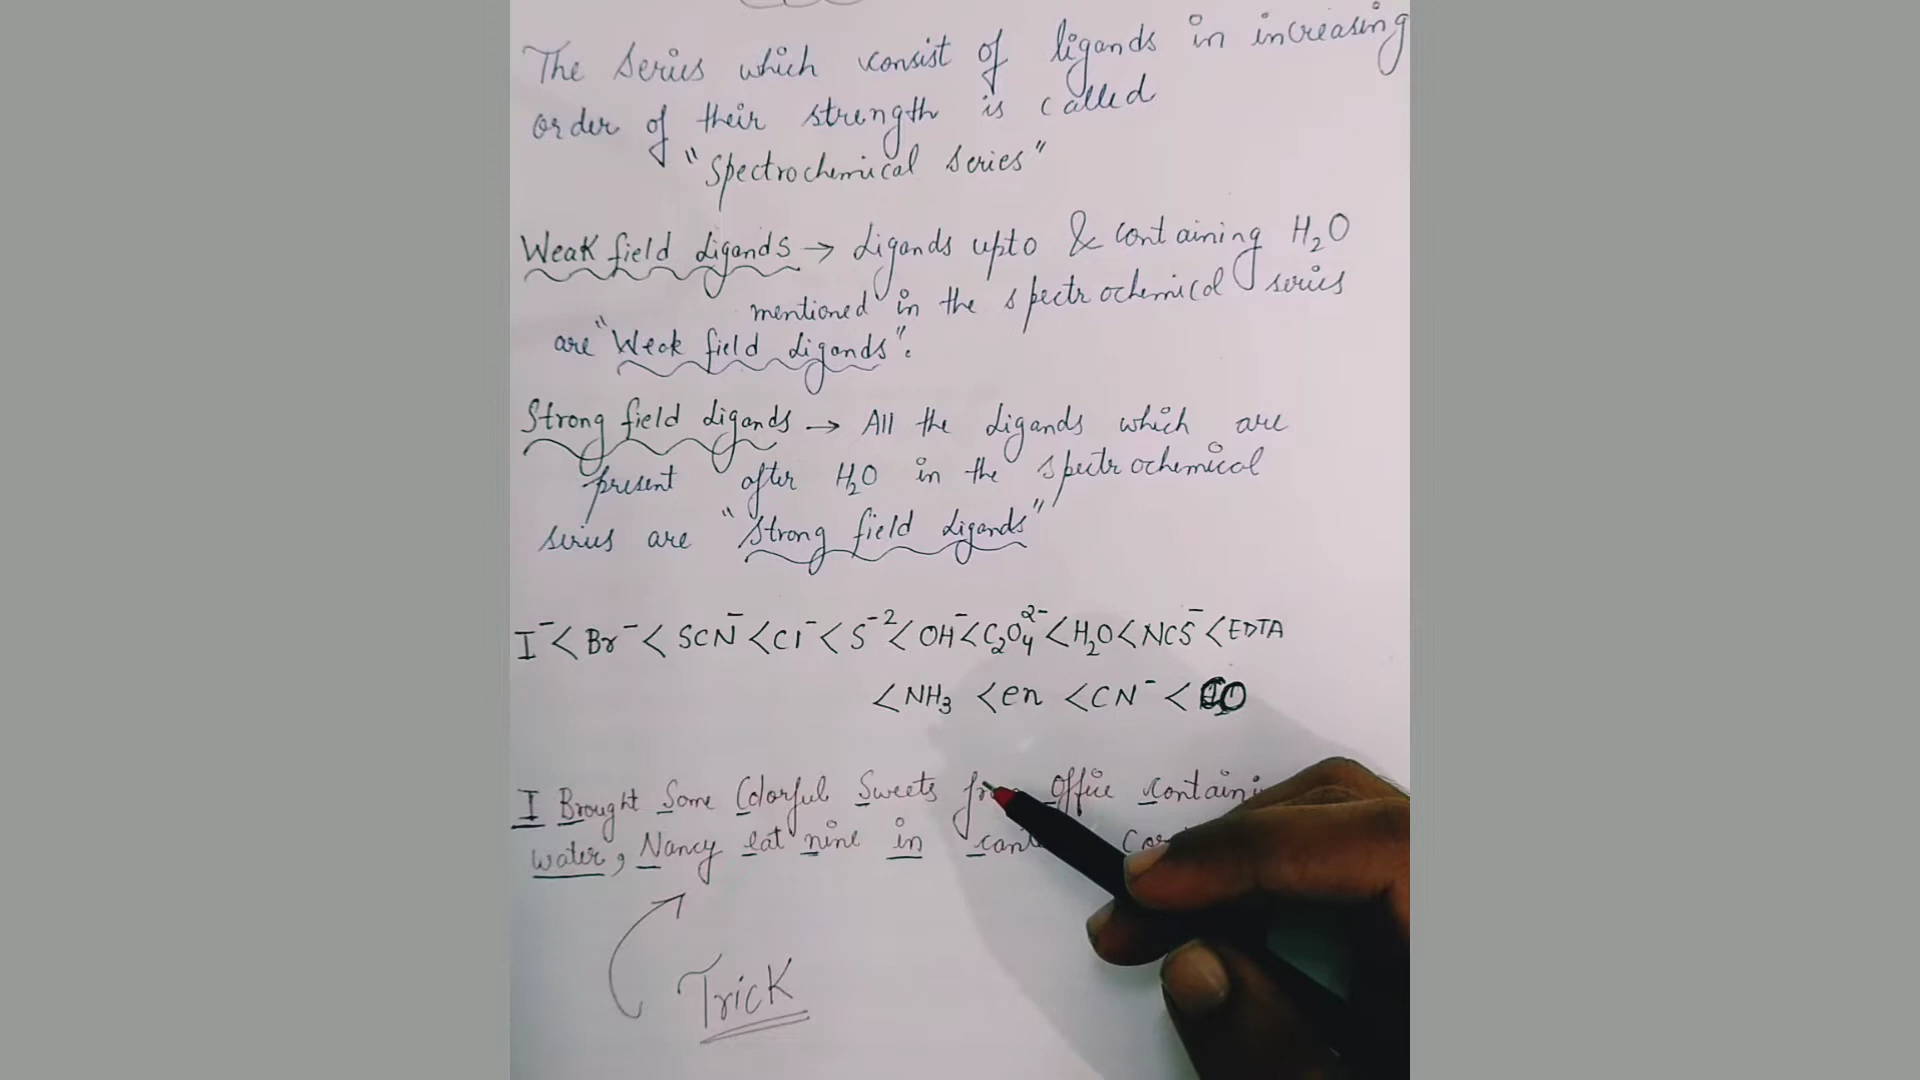 The series which consist of ligands in increasing
order of their strength is called
"Spectrochemical series"
Weak field ligands → Ligands upto & containing H₂O
mentioned in the spectrochemical series
are "Weak field ligands".
Strong field ligands → All the ligands which are
present after H₂O in the spectrochemical
series are "Strong field ligands"
I⁻ < Br⁻ < SCN⁻ < Cl⁻ < S⁻² < OH⁻ < C₂O₄²⁻ < H₂O < NCS⁻ < EDTA
< NH₃ < en < CN⁻ < CO
I Brought Some Colorful Sweets Office
water, Nancy eat nine in
Trick